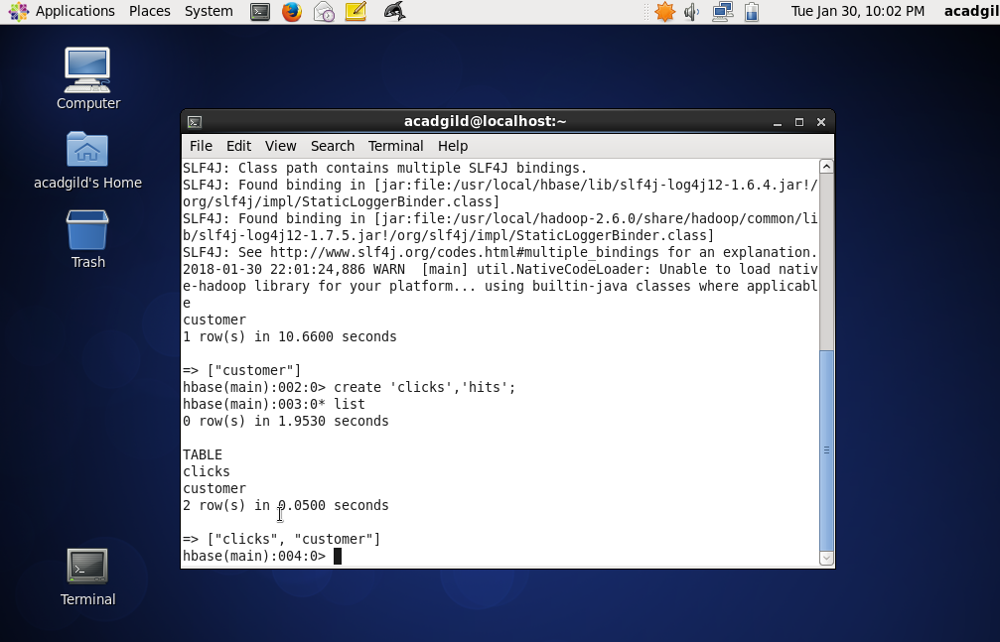 Applications Places System Tue Jan 30, 10:02 PM acadgil
Computer
acadgild's Home
Trash
Terminal
acadgild@localhost:~
File Edit View Search Terminal Help
SLF4J: Class path contains multiple SLF4J bindings.
SLF4J: Found binding in [jar:file:/usr/local/hbase/lib/slf4j-log4j12-1.6.4.jar!/
org/slf4j/impl/StaticLoggerBinder.class]
SLF4J: Found binding in [jar:file:/usr/local/hadoop-2.6.0/share/hadoop/common/li
b/slf4j-log4j12-1.7.5.jar!/org/slf4j/impl/StaticLoggerBinder.class]
SLF4J: See http://www.slf4j.org/codes.html#multiple_bindings for an explanation.
2018-01-30 22:01:24,886 WARN  [main] util.NativeCodeLoader: Unable to load nativ
e-hadoop library for your platform... using builtin-java classes where applicabl
e
customer
1 row(s) in 10.6600 seconds
=> ["customer"]
hbase(main):002:0> create 'clicks','hits';
hbase(main):003:0* list
0 row(s) in 1.9530 seconds
TABLE
clicks
customer
2 row(s) in 0.0500 seconds
=> ["clicks", "customer"]
hbase(main):004:0>